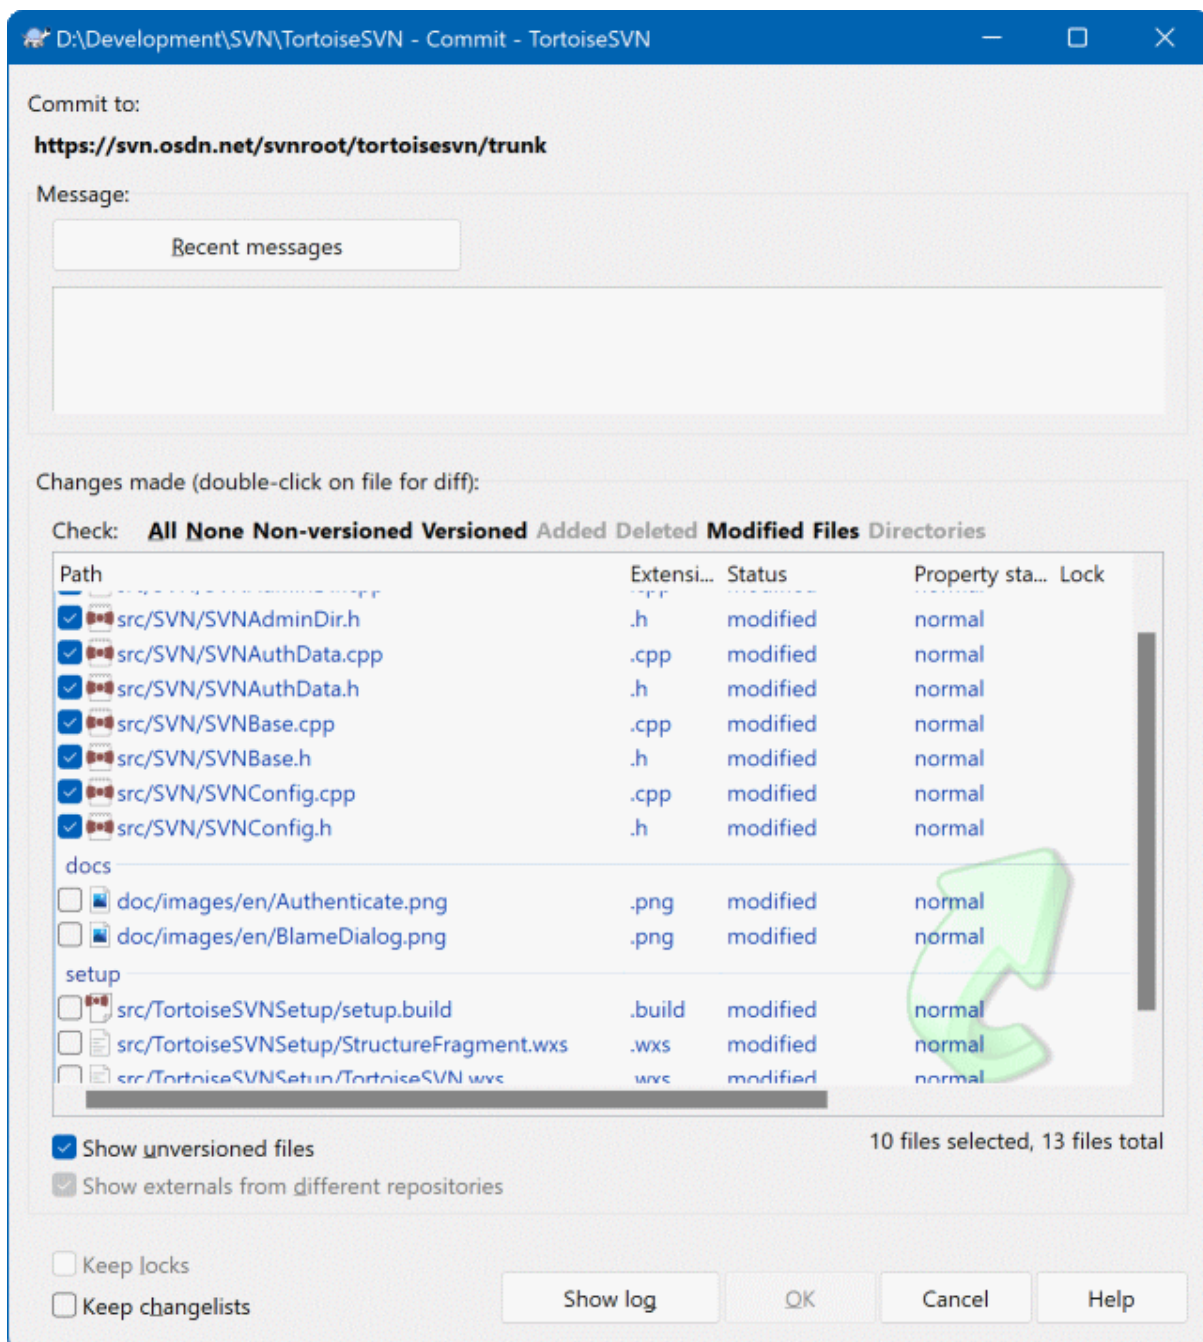 D:\Development\SVN\TortoiseSVN - Commit - TortoiseSVN
Commit to:
https://svn.osdn.net/svnroot/tortoisesvn/trunk
Message:
Recent messages
Changes made (double-click on file for diff):
Check: All None Non-versioned Versioned Added Deleted Modified Files Directories
Path Extensi... Status Property sta... Lock
src/SVN/SVNAdminDir.h .h modified normal
src/SVN/SVNAuthData.cpp .cpp modified normal
src/SVN/SVNAuthData.h .h modified normal
src/SVN/SVNBase.cpp .cpp modified normal
src/SVN/SVNBase.h .h modified normal
src/SVN/SVNConfig.cpp .cpp modified normal
src/SVN/SVNConfig.h .h modified normal
docs
doc/images/en/Authenticate.png .png modified normal
doc/images/en/BlameDialog.png .png modified normal
setup
src/TortoiseSVNSetup/setup.build .build modified normal
src/TortoiseSVNSetup/StructureFragment.wxs .wxs modified normal
src/TortoiseSVNSetup/TortoiseSVN.wxs .wxs modified normal
Show unversioned files
10 files selected, 13 files total
Show externals from different repositories
Keep locks
Keep changelists
Show log
OK
Cancel
Help